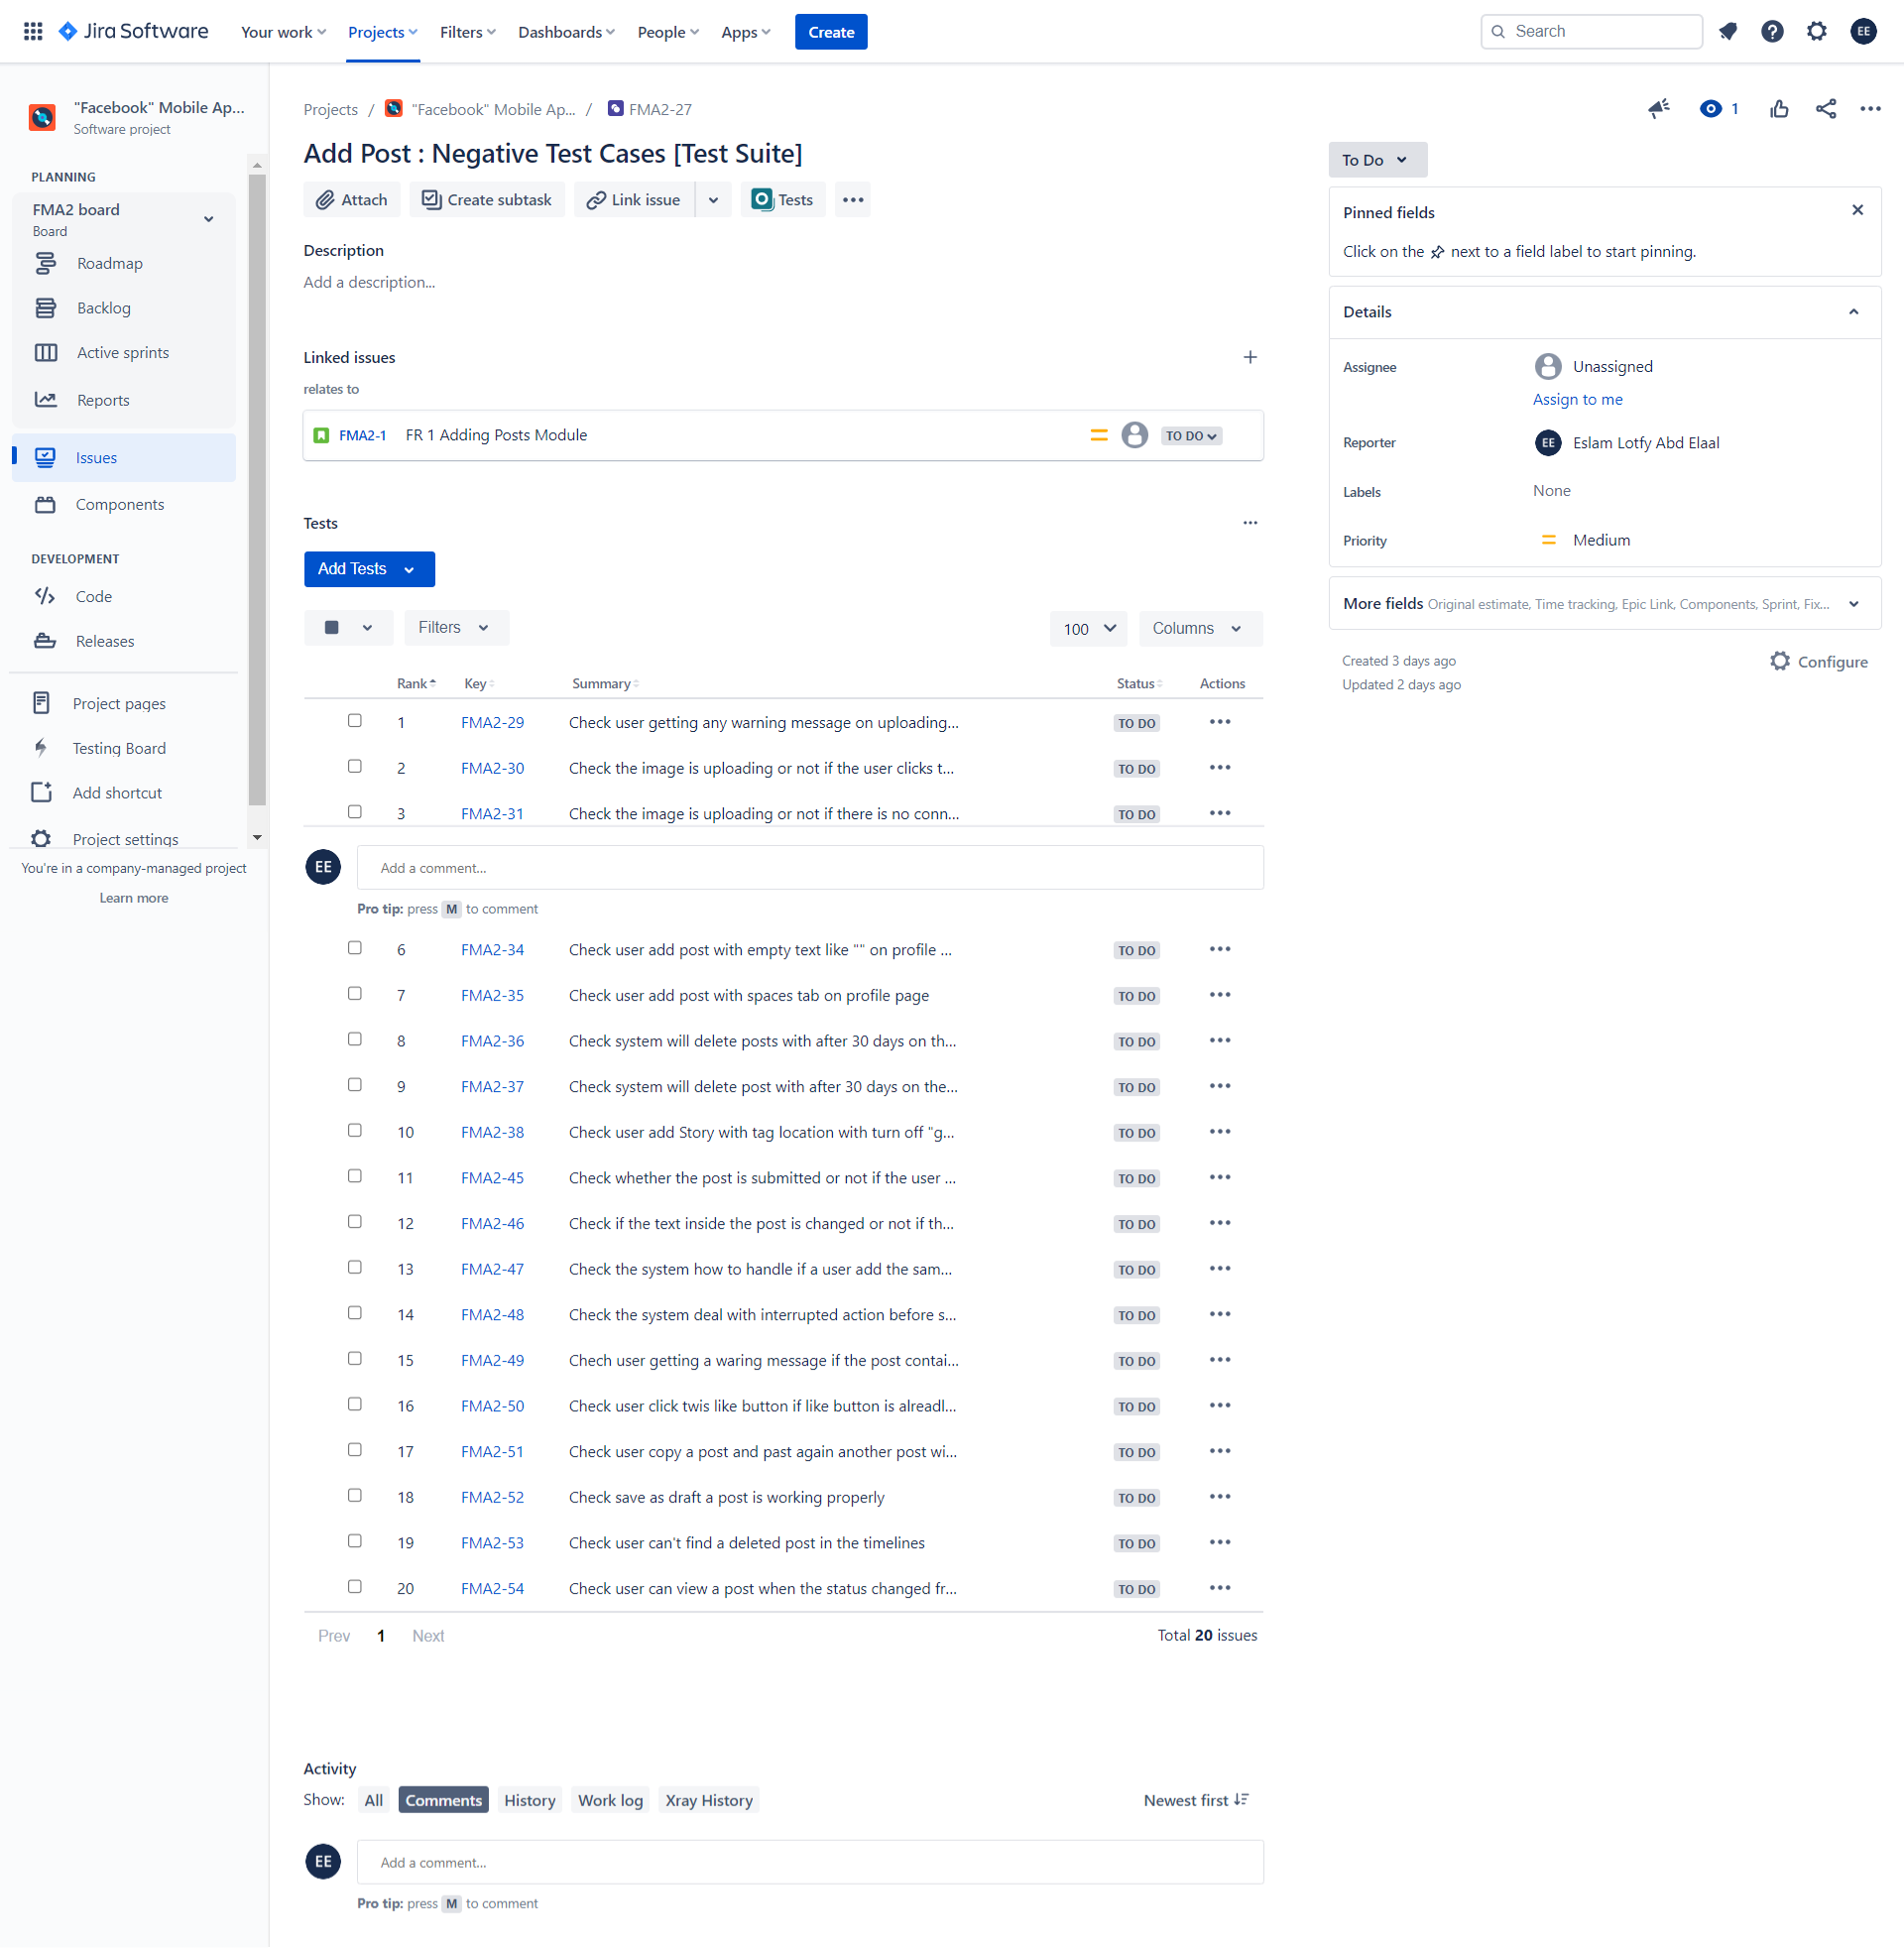 Jira Software Your work Projects Filters Dashboards People Apps Create Search EE
"Facebook" Mobile Ap...
Software project
PLANNING
FMA2 board
Board
Roadmap
Backlog
Active sprints
Reports
Issues
Components
DEVELOPMENT
Code
Releases
Project pages
Testing Board
Add shortcut
Project settings
You're in a company-managed project
Learn more
Projects / "Facebook" Mobile Ap... / FMA2-27
1
Add Post : Negative Test Cases [Test Suite]
Attach Create subtask Link issue Tests
Description
Add a description...
Linked issues
relates to
FMA2-1 FR 1 Adding Posts Module TO DO
Tests
Add Tests
Filters 100 Columns
Rank Key Summary Status Actions
1 FMA2-29 Check user getting any warning message on uploading... TO DO
2 FMA2-30 Check the image is uploading or not if the user clicks t... TO DO
3 FMA2-31 Check the image is uploading or not if there is no conn... TO DO
EE Add a comment...
Pro tip: press M to comment
6 FMA2-34 Check user add post with empty text like "" on profile ... TO DO
7 FMA2-35 Check user add post with spaces tab on profile page TO DO
8 FMA2-36 Check system will delete posts with after 30 days on th... TO DO
9 FMA2-37 Check system will delete post with after 30 days on the... TO DO
10 FMA2-38 Check user add Story with tag location with turn off "g... TO DO
11 FMA2-45 Check whether the post is submitted or not if the user ... TO DO
12 FMA2-46 Check if the text inside the post is changed or not if th... TO DO
13 FMA2-47 Check the system how to handle if a user add the sam... TO DO
14 FMA2-48 Check the system deal with interrupted action before s... TO DO
15 FMA2-49 Chech user getting a waring message if the post contai... TO DO
16 FMA2-50 Check user click twis like button if like button is alreadl... TO DO
17 FMA2-51 Check user copy a post and past again another post wi... TO DO
18 FMA2-52 Check save as draft a post is working properly TO DO
19 FMA2-53 Check user can't find a deleted post in the timelines TO DO
20 FMA2-54 Check user can view a post when the status changed fr... TO DO
Prev 1 Next Total 20 issues
Activity
Show: All Comments History Work log Xray History Newest first
EE Add a comment...
Pro tip: press M to comment
To Do
Pinned fields
Click on the next to a field label to start pinning.
Details
Assignee Unassigned
Assign to me
Reporter EE Eslam Lotfy Abd Elaal
Labels None
Priority Medium
More fields Original estimate, Time tracking, Epic Link, Components, Sprint, Fix...
Created 3 days ago Configure
Updated 2 days ago